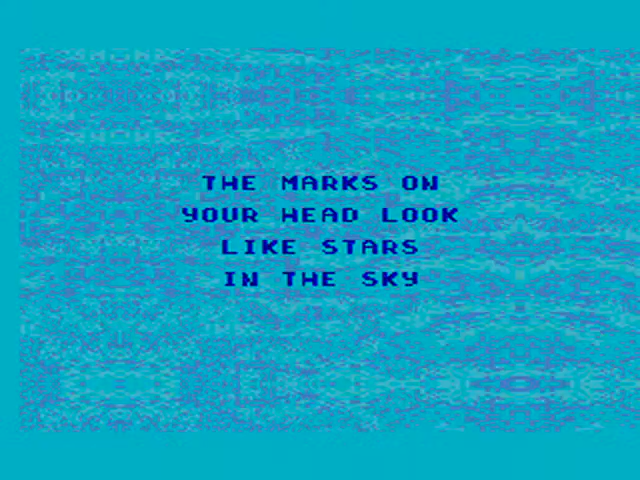 THE MARKS ON
YOUR HEAD LOOK
LIKE STARS
IN THE SKY